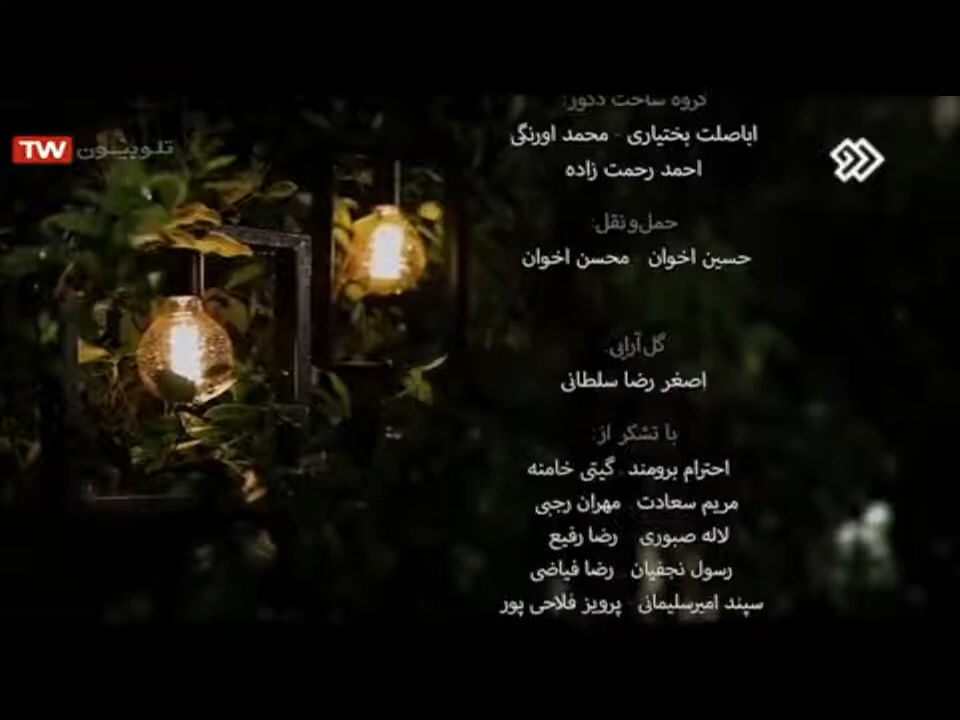 گروه ساخت دکور:
اباصلت بختیاری - محمد اورنگی
احمد رحمت زاده
TW تلوبیون
حمل و نقل:
حسین اخوان محسن اخوان
گل آرایی:
اصغر رضا سلطانی
با تشکر از:
احترام برومند گیتی خامنه
مریم سعادت مهران رجبی
لاله صبوری رضا رفیع
رسول نجفیان رضا فیاضی
سپند امیرسلیمانی - پرویز فلاحی پور